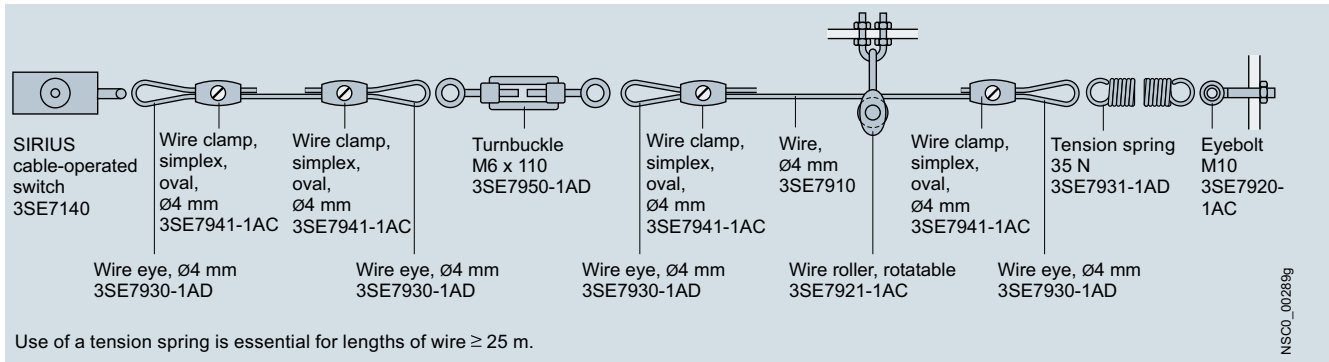 SIRIUS
cable-operated
switch
3SE7140
Wire clamp,
simplex,
oval,
Ø4 mm
3SE7941-1AC
Wire clamp,
simplex,
oval,
Ø4 mm
3SE7941-1AC
Turnbuckle
M6 x 110
3SE7950-1AD
Wire clamp,
simplex,
oval,
Ø4 mm
3SE7941-1AC
Wire,
Ø4 mm
3SE7910
Wire clamp,
simplex,
oval,
Ø4 mm
3SE7941-1AC
Tension spring
35 N
3SE7931-1AD
Eyebolt
M10
3SE7920-
1AC
Wire eye, Ø4 mm
3SE7930-1AD
Wire eye, Ø4 mm
3SE7930-1AD
Wire eye, Ø4 mm
3SE7930-1AD
Wire roller, rotatable
3SE7921-1AC
Wire eye, Ø4 mm
3SE7930-1AD
Use of a tension spring is essential for lengths of wire ≥ 25 m.
NSC0_00289g